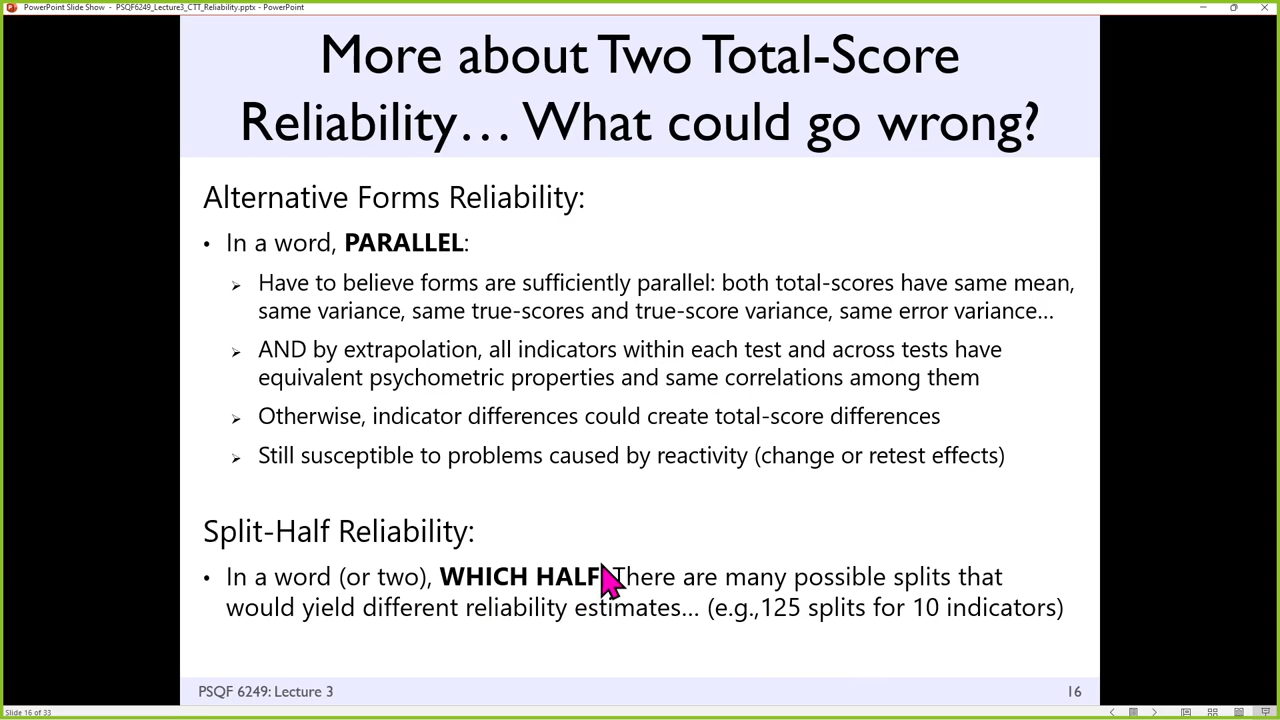 PowerPoint Slide Show - PSQF6249_Lecture3_CTT_Reliability.pptx - PowerPoint
More about Two Total-Score
Reliability… What could go wrong?
Alternative Forms Reliability:
• In a word, PARALLEL:
➢ Have to believe forms are sufficiently parallel: both total-scores have same mean,
same variance, same true-scores and true-score variance, same error variance…
➢ AND by extrapolation, all indicators within each test and across tests have
equivalent psychometric properties and same correlations among them
➢ Otherwise, indicator differences could create total-score differences
➢ Still susceptible to problems caused by reactivity (change or retest effects)
Split-Half Reliability:
• In a word (or two), WHICH HALF There are many possible splits that
would yield different reliability estimates… (e.g.,125 splits for 10 indicators)
PSQF 6249: Lecture 3
16
Slide 16 of 33